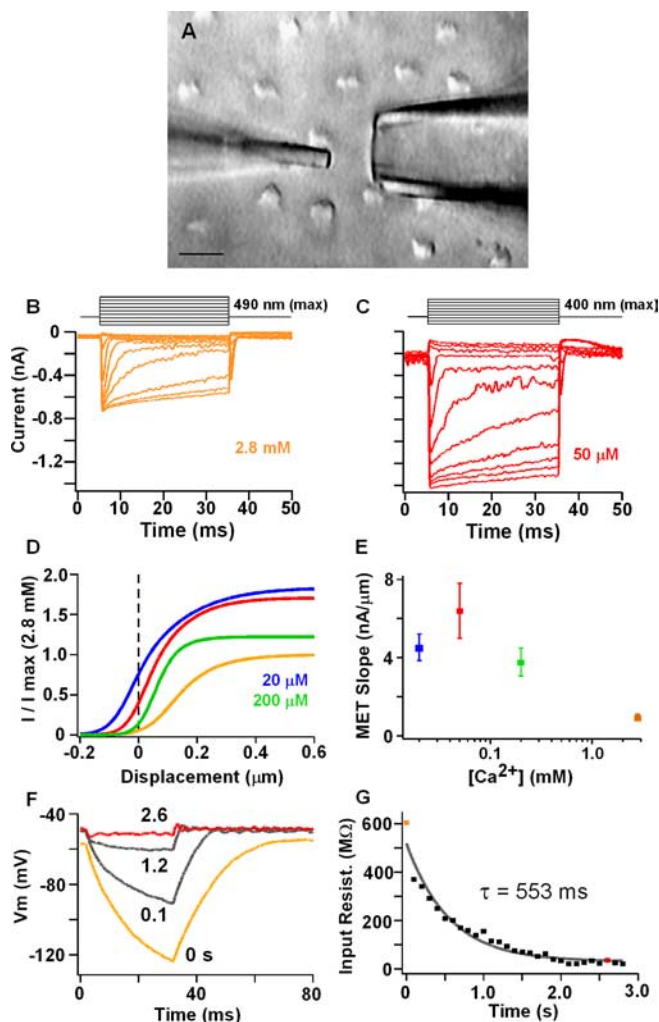 A
B
490 nm (max)
0
-0.4
-0.8
-1.2
Current (nA)
2.8 mM
0 10 20 30 40 50
Time (ms)
C
400 nm (max)
50 μM
0 10 20 30 40 50
Time (ms)
D
2.0
1.5
1.0
0.5
0
I / I max (2.8 mM)
20 μM
200 μM
-0.2 0 0.2 0.4 0.6
Displacement (μm)
E
8
4
0
MET Slope (nA/μm)
0.1 1.0
[Ca2+] (mM)
F
-40
-80
-120
Vm (mV)
2.6
1.2
0.1
0 s
0 20 40 60 80
Time (ms)
G
600
400
200
0
Input Resist. (MΩ)
τ = 553 ms
0 1.0 2.0 3.0
Time (s)